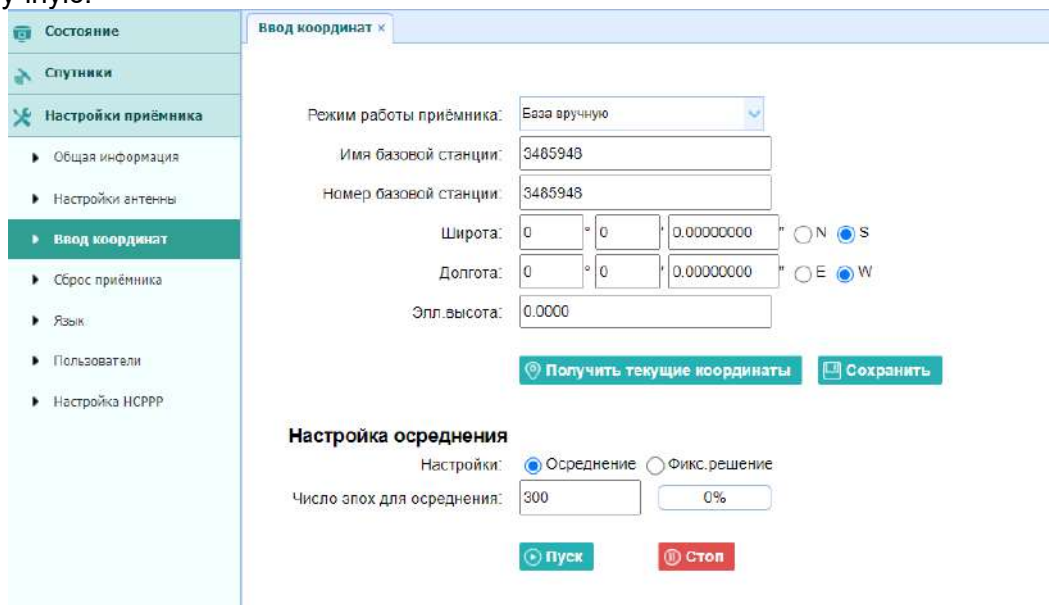 учную.
Состояние
Спутники
Настройки приёмника
Общая информация
Настройки антенны
Ввод координат
Сброс приёмника
Язык
Пользователи
Настройка HCPPP
Ввод координат ×
Режим работы приёмника: База вручную
Имя базовой станции: 3485948
Номер базовой станции: 3485948
Широта: 0 ° 0 ' 0.00000000 " N S
Долгота: 0 ° 0 ' 0.00000000 " E W
Элл.высота: 0.0000
Получить текущие координаты Сохранить
Настройка осреднения
Настройки: Осреднение Фикс.решение
Число эпох для осреднения: 300 0%
Пуск Стоп